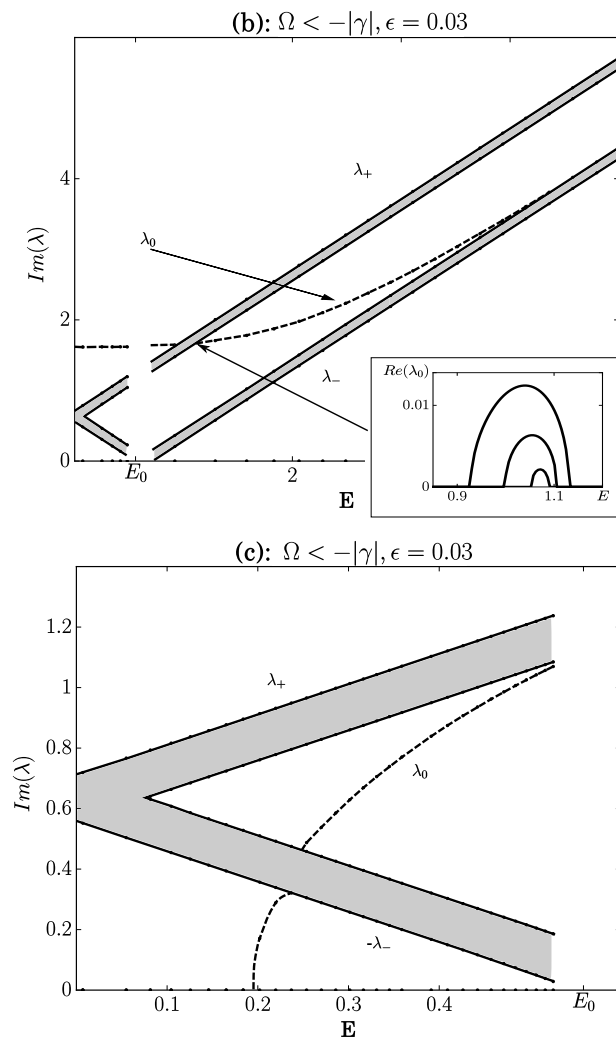 (b): Ω < −|γ|, ϵ = 0.03
Im(λ)
4
2
0
λ₊
λ₀
λ₋
E₀
2
E
Re(λ₀)
0.01
0
0.9
1.1
E
(c): Ω < −|γ|, ϵ = 0.03
Im(λ)
1.2
1
0.8
0.6
0.4
0.2
0
λ₊
λ₀
-λ₋
0.1
0.2
0.3
0.4
E₀
E